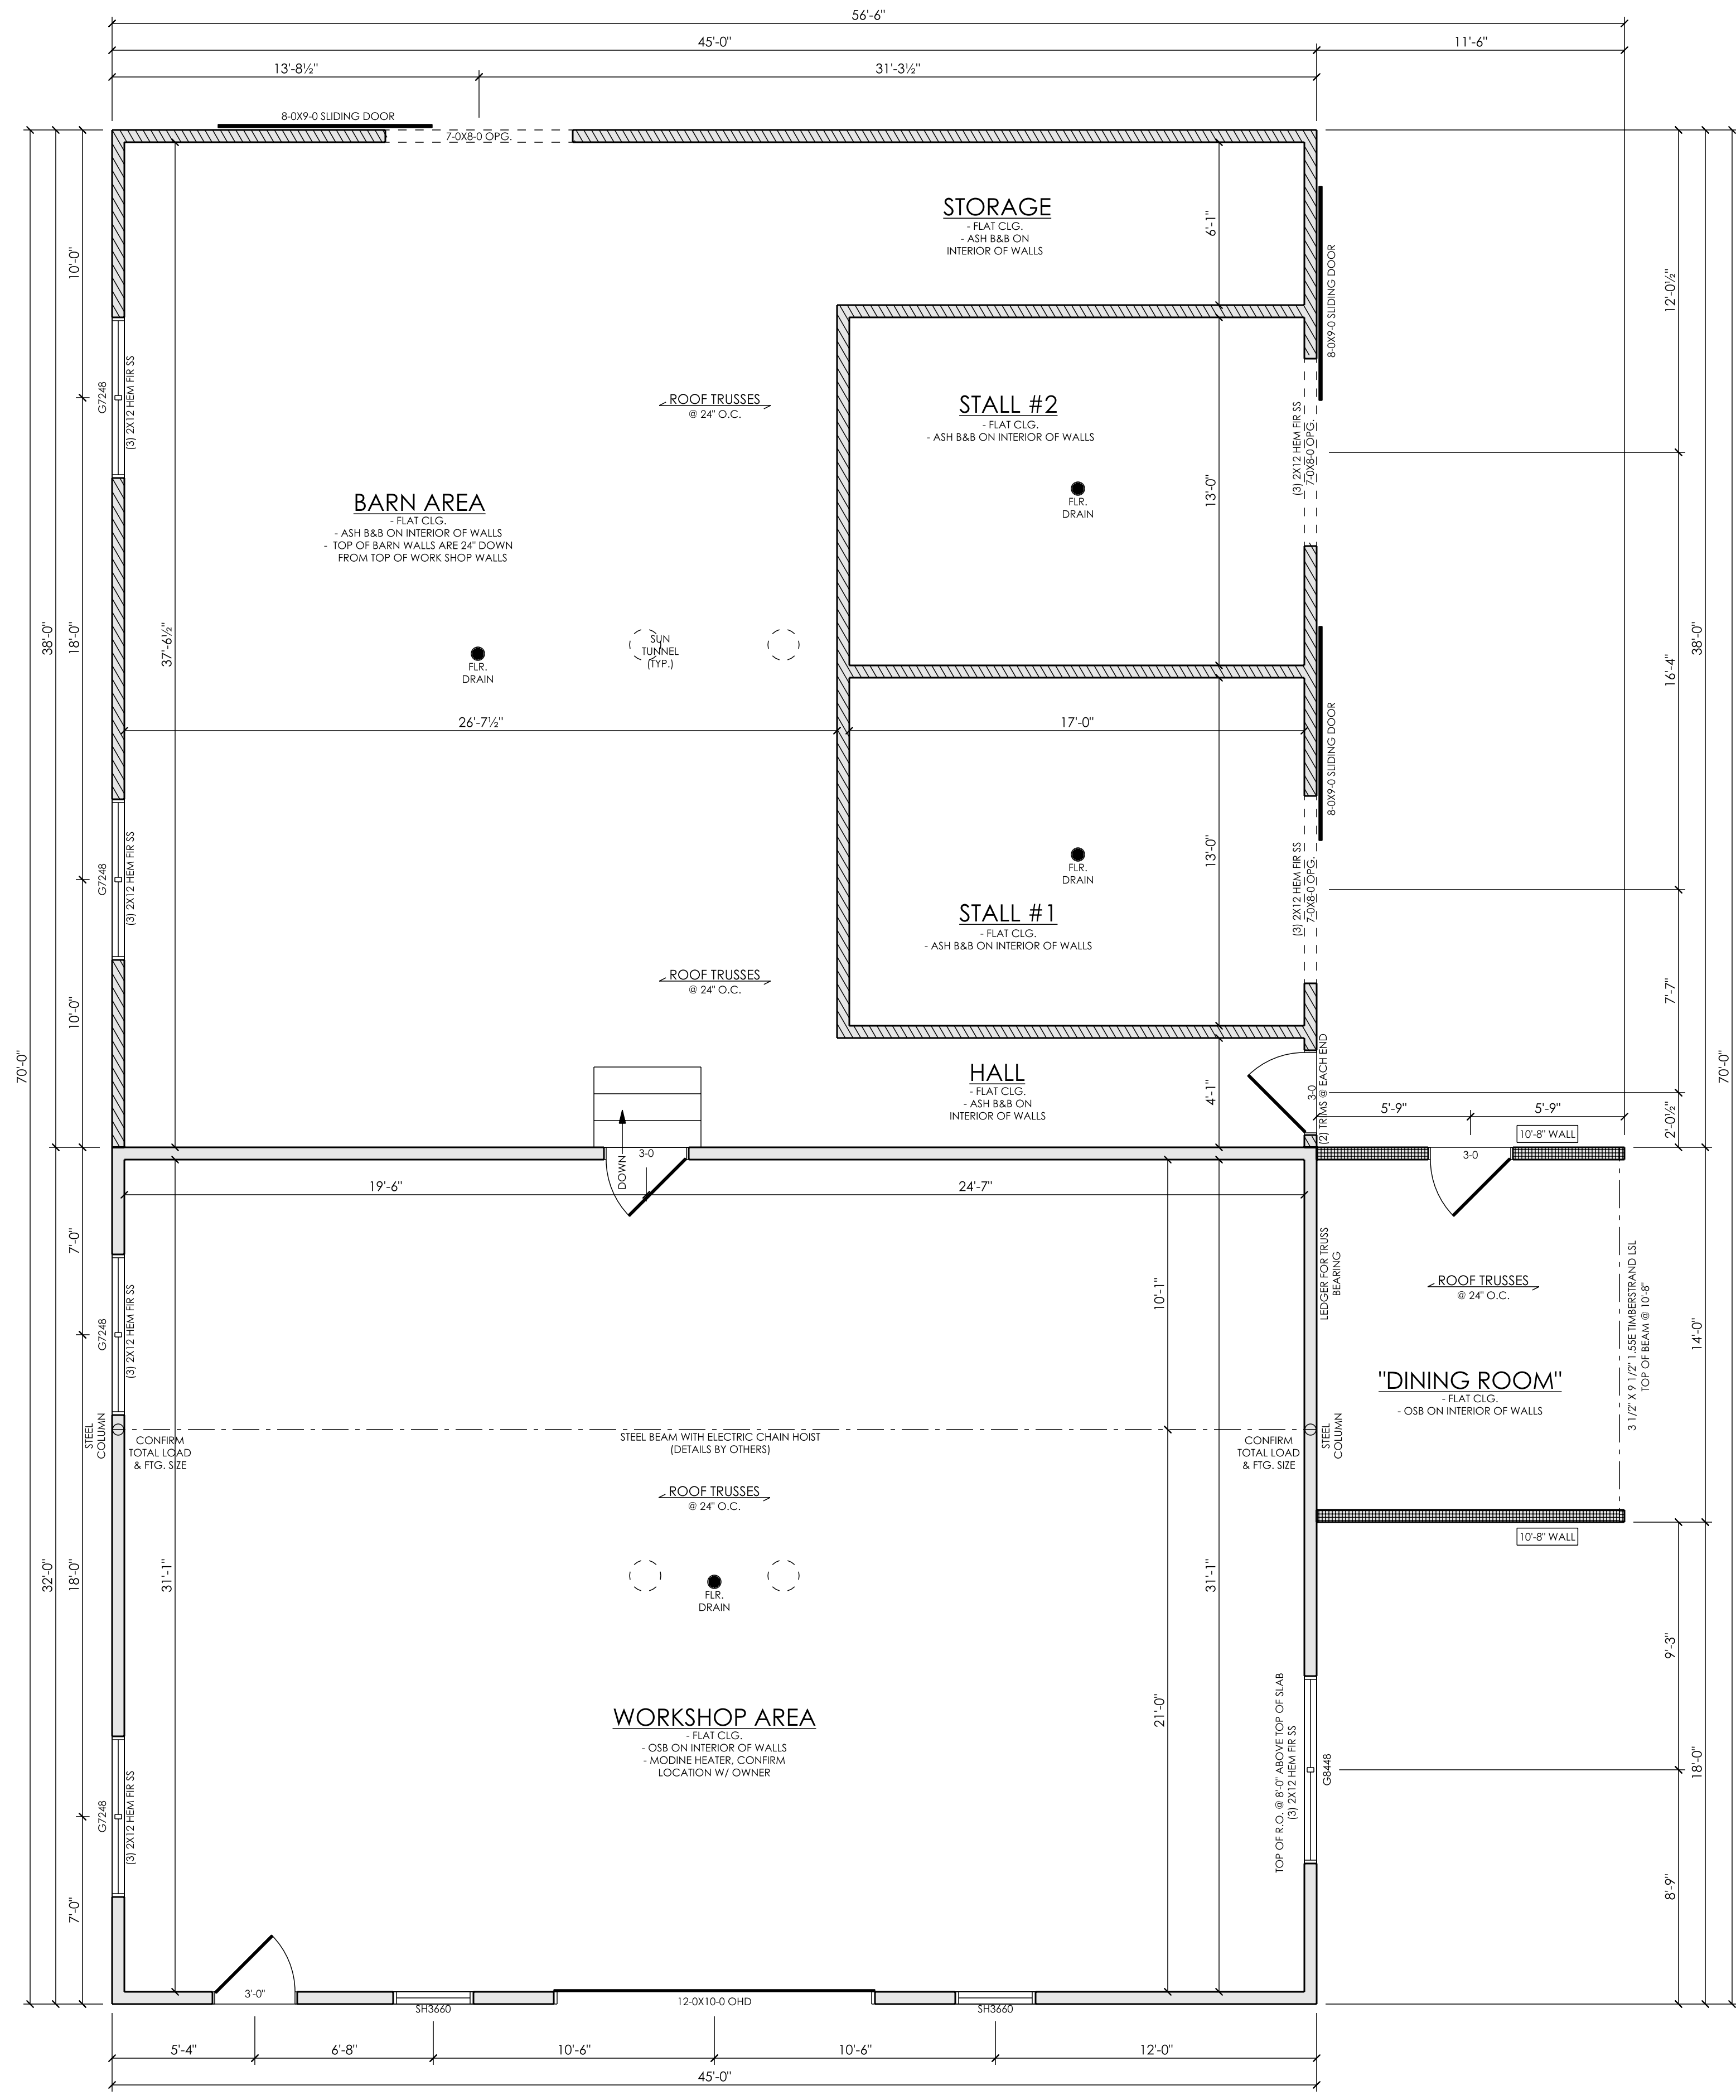 56'-6"
45'-0"
11'-6"
13'-8½"
31'-3½"
8-0X9-0 SLIDING DOOR
7-0X8-0 OPG.
STORAGE
- FLAT CLG.
- ASH B&B ON
INTERIOR OF WALLS
6'-1"
10'-0"
8-0X9-0 SLIDING DOOR
12'-0½"
G7248
(3) 2X12 HEM FIR SS
ROOF TRUSSES
@ 24" O.C.
STALL #2
- FLAT CLG.
- ASH B&B ON INTERIOR OF WALLS
(3) 2X12 HEM FIR SS
7-0X8-0 OPG.
BARN AREA
- FLAT CLG.
- ASH B&B ON INTERIOR OF WALLS
- TOP OF BARN WALLS ARE 24" DOWN
FROM TOP OF WORK SHOP WALLS
FLR.
DRAIN
13'-0"
38'-0"
18'-0"
37'-6½"
FLR.
DRAIN
SUN
TUNNEL
(TYP.)
16'-4"
38'-0"
26'-7½"
17'-0"
8-0X9-0 SLIDING DOOR
G7248
(3) 2X12 HEM FIR SS
FLR.
DRAIN
13'-0"
(3) 2X12 HEM FIR SS
7-0X8-0 OPG.
STALL #1
- FLAT CLG.
- ASH B&B ON INTERIOR OF WALLS
ROOF TRUSSES
@ 24" O.C.
10'-0"
7'-7"
70'-0"
HALL
- FLAT CLG.
- ASH B&B ON
INTERIOR OF WALLS
4'-1"
3-0
(2) TRIMS @ EACH END
5'-9"
5'-9"
2'-0½"
70'-0"
10'-8" WALL
DOWN
3-0
3-0
19'-6"
24'-7"
7'-0"
10'-1"
LEDGER FOR TRUSS
BEARING
ROOF TRUSSES
@ 24" O.C.
G7248
(3) 2X12 HEM FIR SS
3 1/2" X 9 1/2" 1.55E TIMBERSTRAND LSL
TOP OF BEAM @ 10'-8"
14'-0"
"DINING ROOM"
- FLAT CLG.
- OSB ON INTERIOR OF WALLS
STEEL
COLUMN
CONFIRM
TOTAL LOAD
& FTG. SIZE
STEEL BEAM WITH ELECTRIC CHAIN HOIST
(DETAILS BY OTHERS)
CONFIRM
TOTAL LOAD
& FTG. SIZE
STEEL
COLUMN
ROOF TRUSSES
@ 24" O.C.
10'-8" WALL
32'-0"
18'-0"
31'-1"
31'-1"
FLR.
DRAIN
9'-3"
21'-0"
WORKSHOP AREA
- FLAT CLG.
- OSB ON INTERIOR OF WALLS
- MODINE HEATER, CONFIRM
LOCATION W/ OWNER
TOP OF R.O. @ 8'-0" ABOVE TOP OF SLAB
(3) 2X12 HEM FIR SS
G8448
18'-0"
G7248
(3) 2X12 HEM FIR SS
7'-0"
8'-9"
3'-0"
SH3660
12-0X10-0 OHD
SH3660
5'-4"
6'-8"
10'-6"
10'-6"
12'-0"
45'-0"